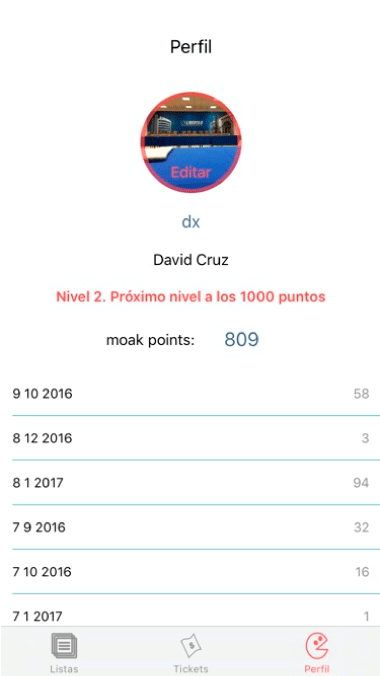 Perfil
Editar
dx
David Cruz
Nivel 2. Próximo nivel a los 1000 puntos
moak points: 809
9 10 2016 58
8 12 2016 3
8 1 2017 94
7 9 2016 32
7 10 2016 16
7 1 2017 1
Listas Tickets Perfil